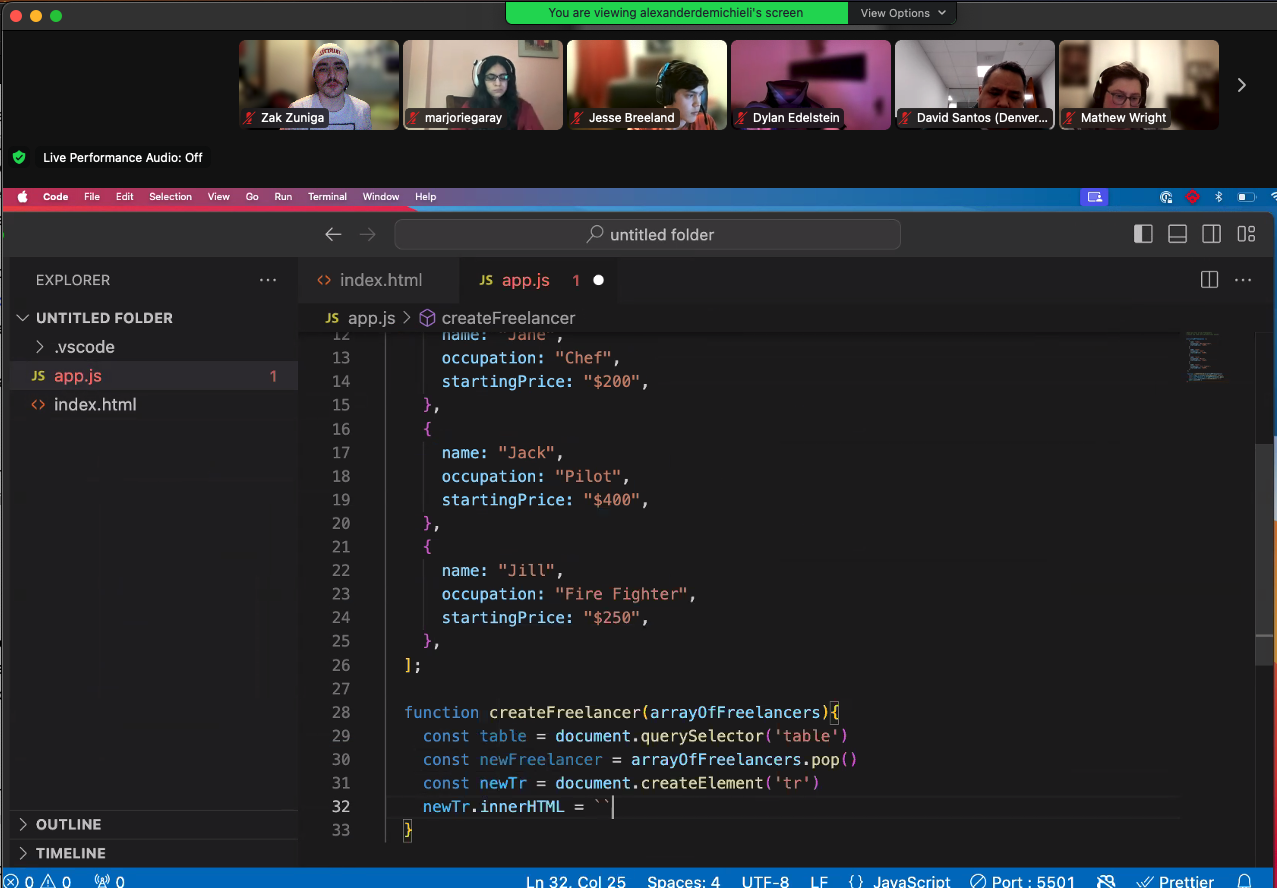 You are viewing alexanderdemichieli's screen
View Options
Zak Zuniga
marjoriegaray
Jesse Breeland
Dylan Edelstein
David Santos (Denver...
Mathew Wright
Live Performance Audio: Off
Code File Edit Selection View Go Run Terminal Window Help
untitled folder
EXPLORER
...
<> index.html
JS app.js 1
UNTITLED FOLDER
JS app.js > createFreelancer
.vscode
JS app.js 1
<> index.html
12 name: "Jane",
13 occupation: "Chef",
14 startingPrice: "$200",
15 },
16 {
17 name: "Jack",
18 occupation: "Pilot",
19 startingPrice: "$400",
20 },
21 {
22 name: "Jill",
23 occupation: "Fire Fighter",
24 startingPrice: "$250",
25 },
26 ];
27
28 function createFreelancer(arrayOfFreelancers){
29 const table = document.querySelector('table')
30 const newFreelancer = arrayOfFreelancers.pop()
31 const newTr = document.createElement('tr')
32 newTr.innerHTML = ``
33 }
OUTLINE
TIMELINE
0 0 0 Ln 32, Col 25 Spaces: 4 UTF-8 LF {} JavaScript Port : 5501 Prettier